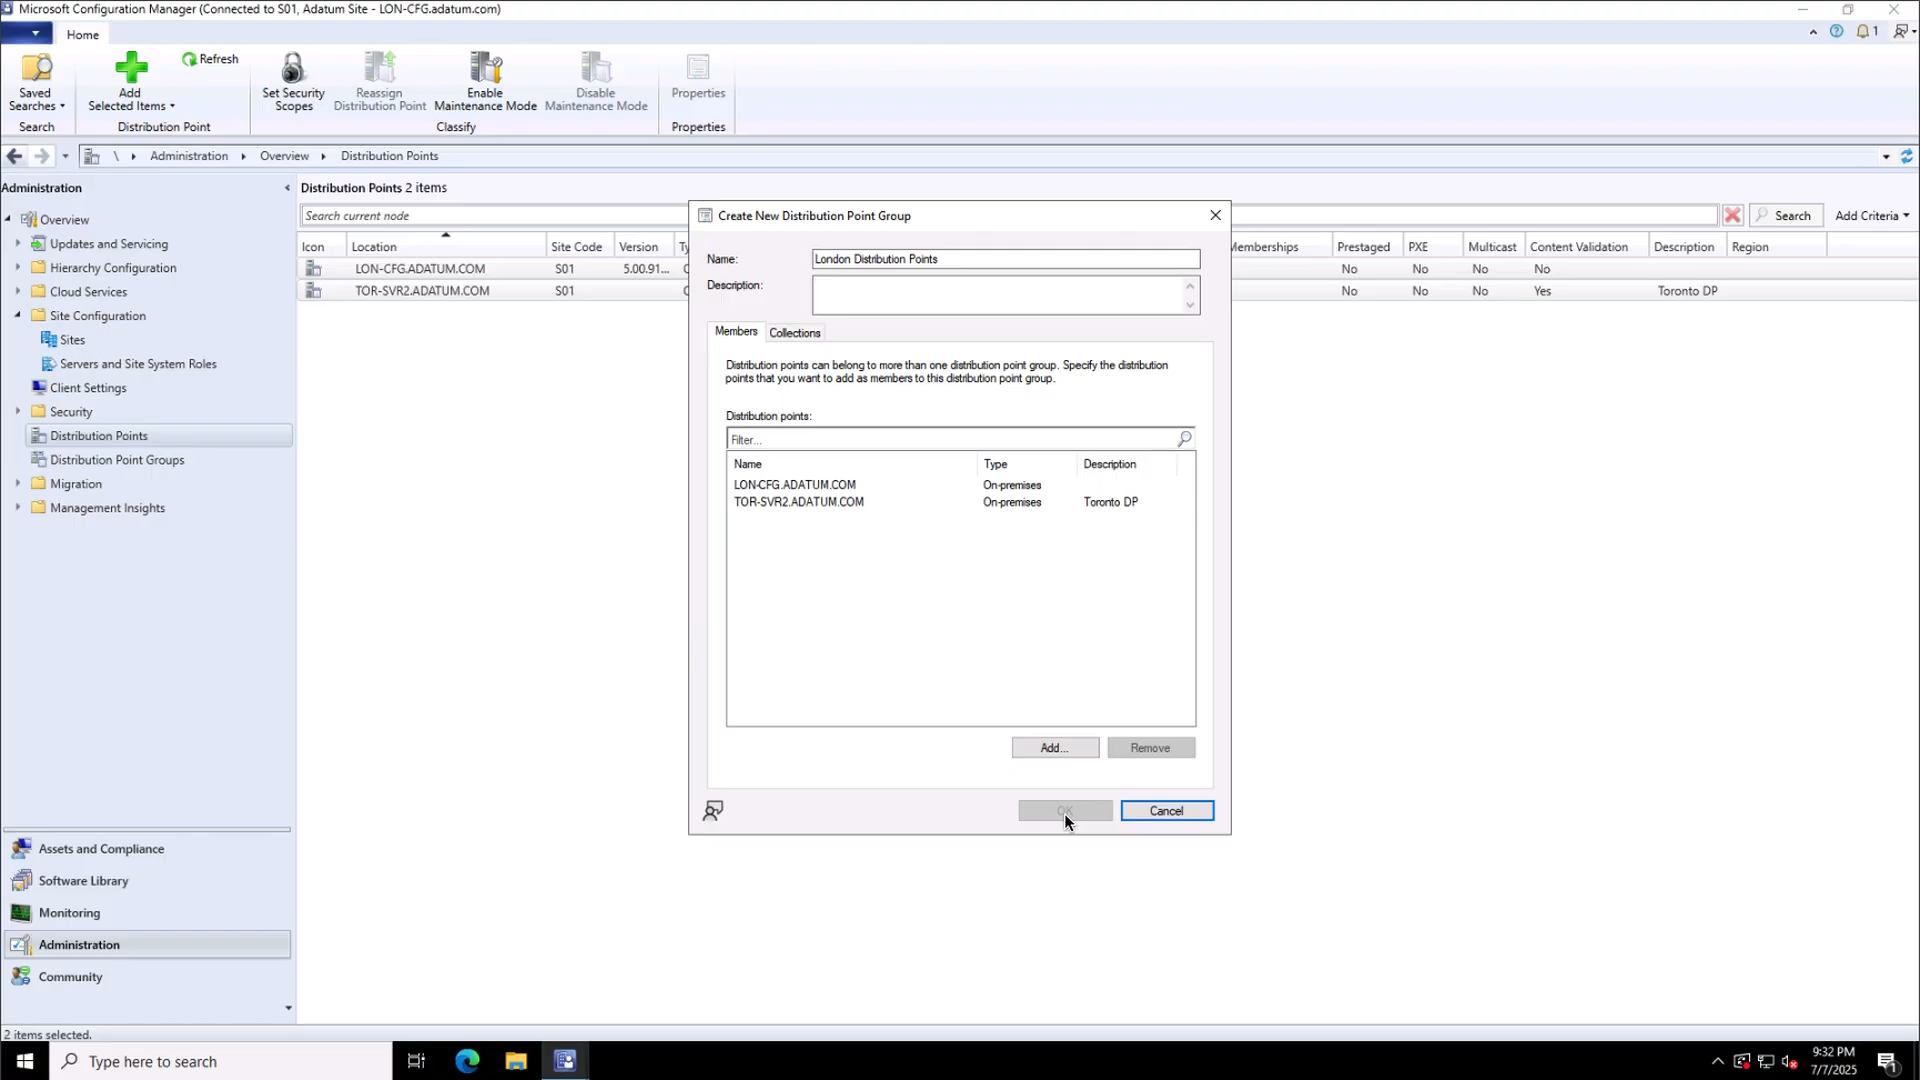 Microsoft Configuration Manager (Connected to S01, Adatum Site - LON-CFG.adatum.com)
Home
1
Saved
Searches
Add
Selected Items
Refresh
Set Security
Scopes
Reassign
Distribution Point
Enable
Maintenance Mode
Disable
Maintenance Mode
Properties
Search
Distribution Point
Classify
Properties
\ Administration Overview Distribution Points
Administration
Overview
Updates and Servicing
Hierarchy Configuration
Cloud Services
Site Configuration
Sites
Servers and Site System Roles
Client Settings
Security
Distribution Points
Distribution Point Groups
Migration
Management Insights
Assets and Compliance
Software Library
Monitoring
Administration
Community
Distribution Points 2 items
Search current node
Search
Add Criteria
Icon Location Site Code Version Memberships Prestaged PXE Multicast Content Validation Description Region
LON-CFG.ADATUM.COM S01 5.00.91... No No No No
TOR-SVR2.ADATUM.COM S01 No No No Yes Toronto DP
Create New Distribution Point Group
Name: London Distribution Points
Description:
Members Collections
Distribution points can belong to more than one distribution point group. Specify the distribution
points that you want to add as members to this distribution point group.
Distribution points:
Filter...
Name Type Description
LON-CFG.ADATUM.COM On-premises
TOR-SVR2.ADATUM.COM On-premises Toronto DP
Add... Remove
OK Cancel
2 items selected.
Type here to search
9:32 PM
7/7/2025
1